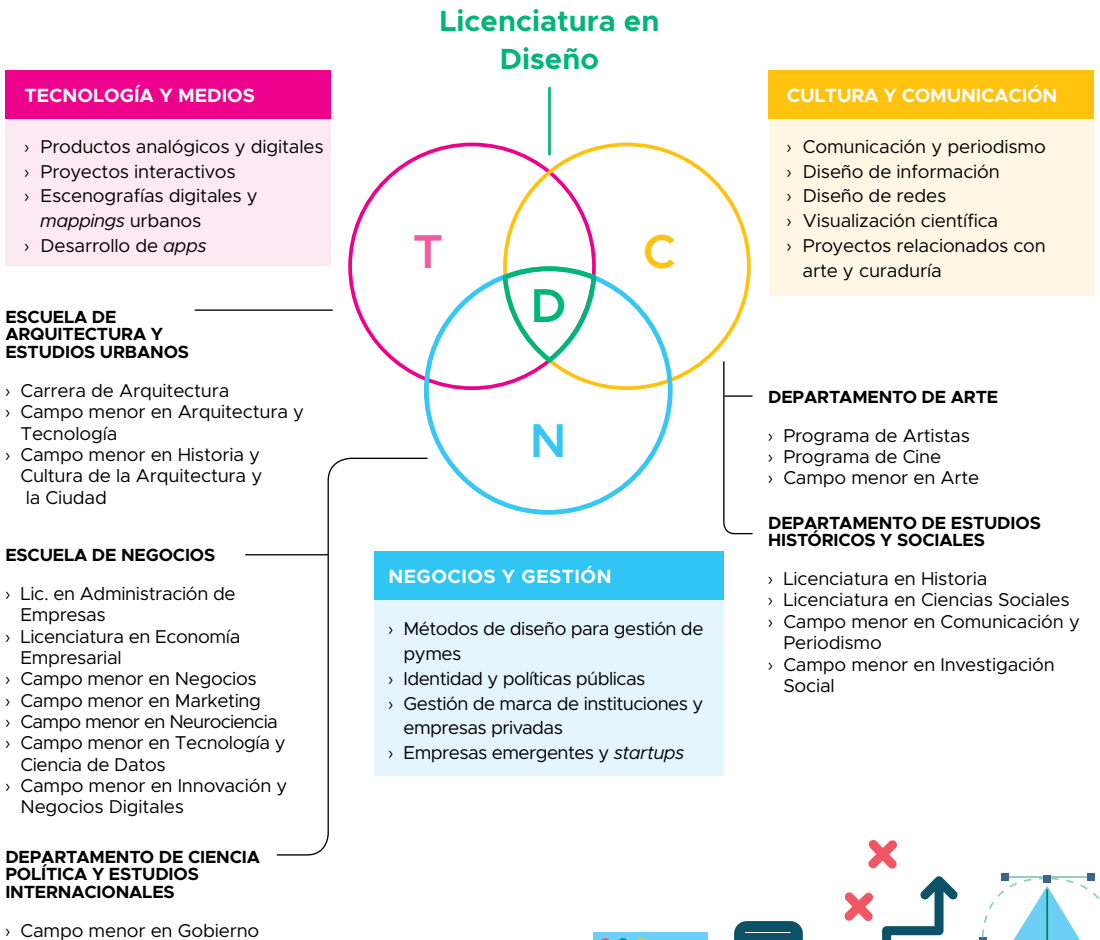 Licenciatura en
Diseño
TECNOLOGÍA Y MEDIOS
› Productos analógicos y digitales
› Proyectos interactivos
› Escenografías digitales y
mappings urbanos
› Desarrollo de apps
CULTURA Y COMUNICACIÓN
› Comunicación y periodismo
› Diseño de información
› Diseño de redes
› Visualización científica
› Proyectos relacionados con
arte y curaduría
T
C
D
N
ESCUELA DE
ARQUITECTURA Y
ESTUDIOS URBANOS
› Carrera de Arquitectura
› Campo menor en Arquitectura y
Tecnología
› Campo menor en Historia y
Cultura de la Arquitectura y
la Ciudad
ESCUELA DE NEGOCIOS
› Lic. en Administración de
Empresas
› Licenciatura en Economía
Empresarial
› Campo menor en Negocios
› Campo menor en Marketing
› Campo menor en Neurociencia
› Campo menor en Tecnología y
Ciencia de Datos
› Campo menor en Innovación y
Negocios Digitales
DEPARTAMENTO DE CIENCIA
POLÍTICA Y ESTUDIOS
INTERNACIONALES
› Campo menor en Gobierno
NEGOCIOS Y GESTIÓN
› Métodos de diseño para gestión de
pymes
› Identidad y políticas públicas
› Gestión de marca de instituciones y
empresas privadas
› Empresas emergentes y startups
DEPARTAMENTO DE ARTE
› Programa de Artistas
› Programa de Cine
› Campo menor en Arte
DEPARTAMENTO DE ESTUDIOS
HISTÓRICOS Y SOCIALES
› Licenciatura en Historia
› Licenciatura en Ciencias Sociales
› Campo menor en Comunicación y
Periodismo
› Campo menor en Investigación
Social